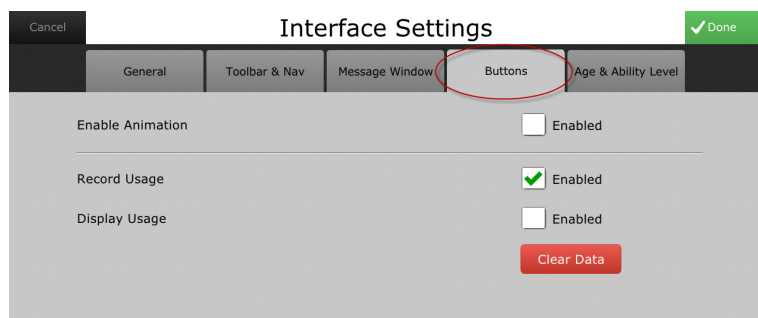 Cancel
Interface Settings
Done
General
Toolbar & Nav
Message Window
Buttons
Age & Ability Level
Enable Animation
Enabled
Record Usage
Enabled
Display Usage
Enabled
Clear Data